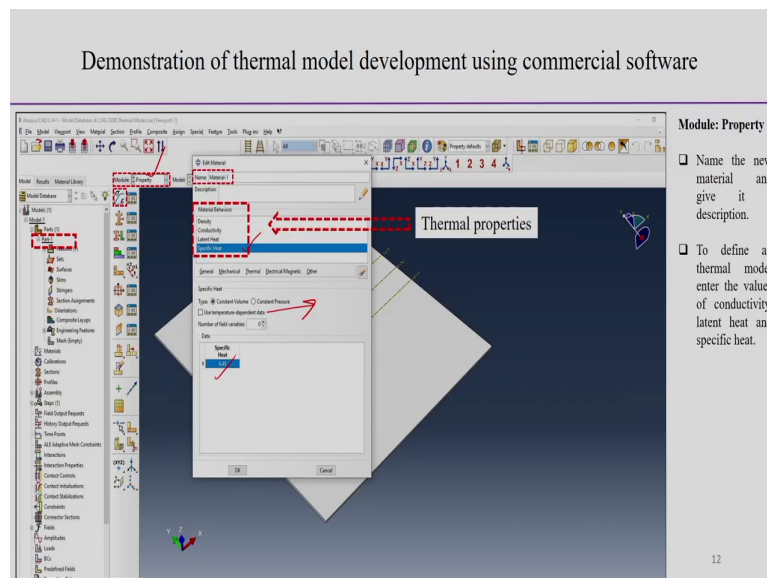 Demonstration of thermal model development using commercial software
File Model Viewport View Material Section Profile Composite Assign Special Feature Tools Plug-ins Help
All
Property defaults
1 2 3 4
Model Results Material Library
Module: Property
Model:
Model Database
Models (1)
Model-1
Parts (1)
Part-1
Features (1)
Sets
Surfaces
Skins
Stringers
Section Assignments
Orientations
Composite Layups
Engineering Features
Mesh (Empty)
Materials
Calibrations
Sections
Profiles
Assembly
Steps (1)
Field Output Requests
History Output Requests
Time Points
ALE Adaptive Mesh Constraints
Interactions
Interaction Properties
Contact Controls
Contact Initializations
Contact Stabilizations
Constraints
Connector Sections
Fields
Amplitudes
Loads
BCs
Predefined Fields
Edit Material
X
Name: Material-1
Description:
Material Behaviors
Density
Conductivity
Latent Heat
Specific Heat
General Mechanical Thermal Electrical/Magnetic Other
Specific Heat
Type: Constant Volume Constant Pressure
Use temperature-dependent data
Number of field variables: 0
Data
Specific
Heat
1
OK Cancel
Thermal properties
Y Z X
Module: Property
Name the new
material an
give it
description.
To define a
thermal mode
enter the value
of conductivity
latent heat an
specific heat.
12